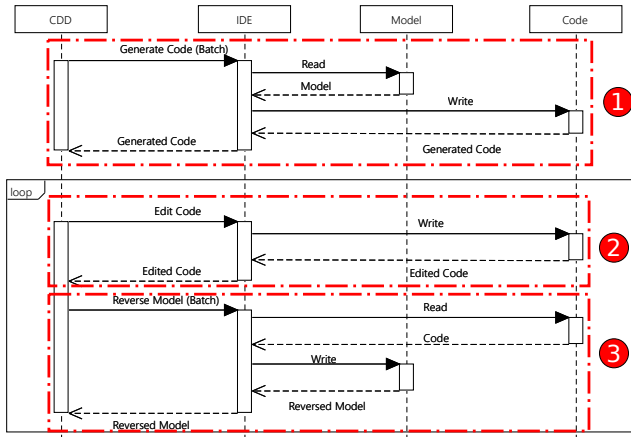 CDD IDE Model Code
Generate Code (Batch)
Read
Model
Write
1
Generated Code
Generated Code
loop
Edit Code
Write
2
Edited Code
Edited Code
Reverse Model (Batch)
Read
Code
3
Write
Reversed Model
Reversed Model